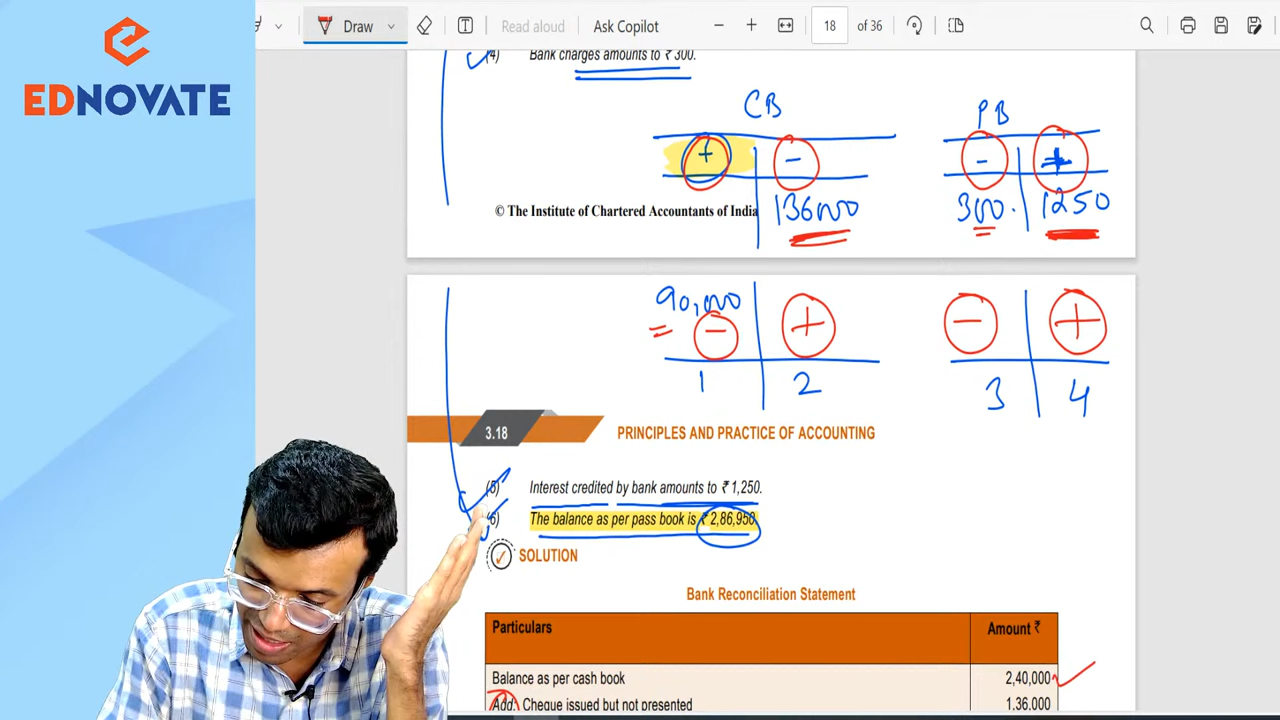 Draw
Read aloud
Ask Copilot
18 of 36
EDNOVATE
(4) Bank charges amounts to ₹ 300.
CB
PB
+ -
- +
136000
300. 1250
© The Institute of Chartered Accountants of India
90,000
= - +
- +
1 2
3 4
3.18 PRINCIPLES AND PRACTICE OF ACCOUNTING
(5) Interest credited by bank amounts to ₹ 1,250.
(6) The balance as per pass book is ₹ 2,86,950.
SOLUTION
Bank Reconciliation Statement
Particulars Amount ₹
Balance as per cash book 2,40,000
Add: Cheque issued but not presented 1,36,000